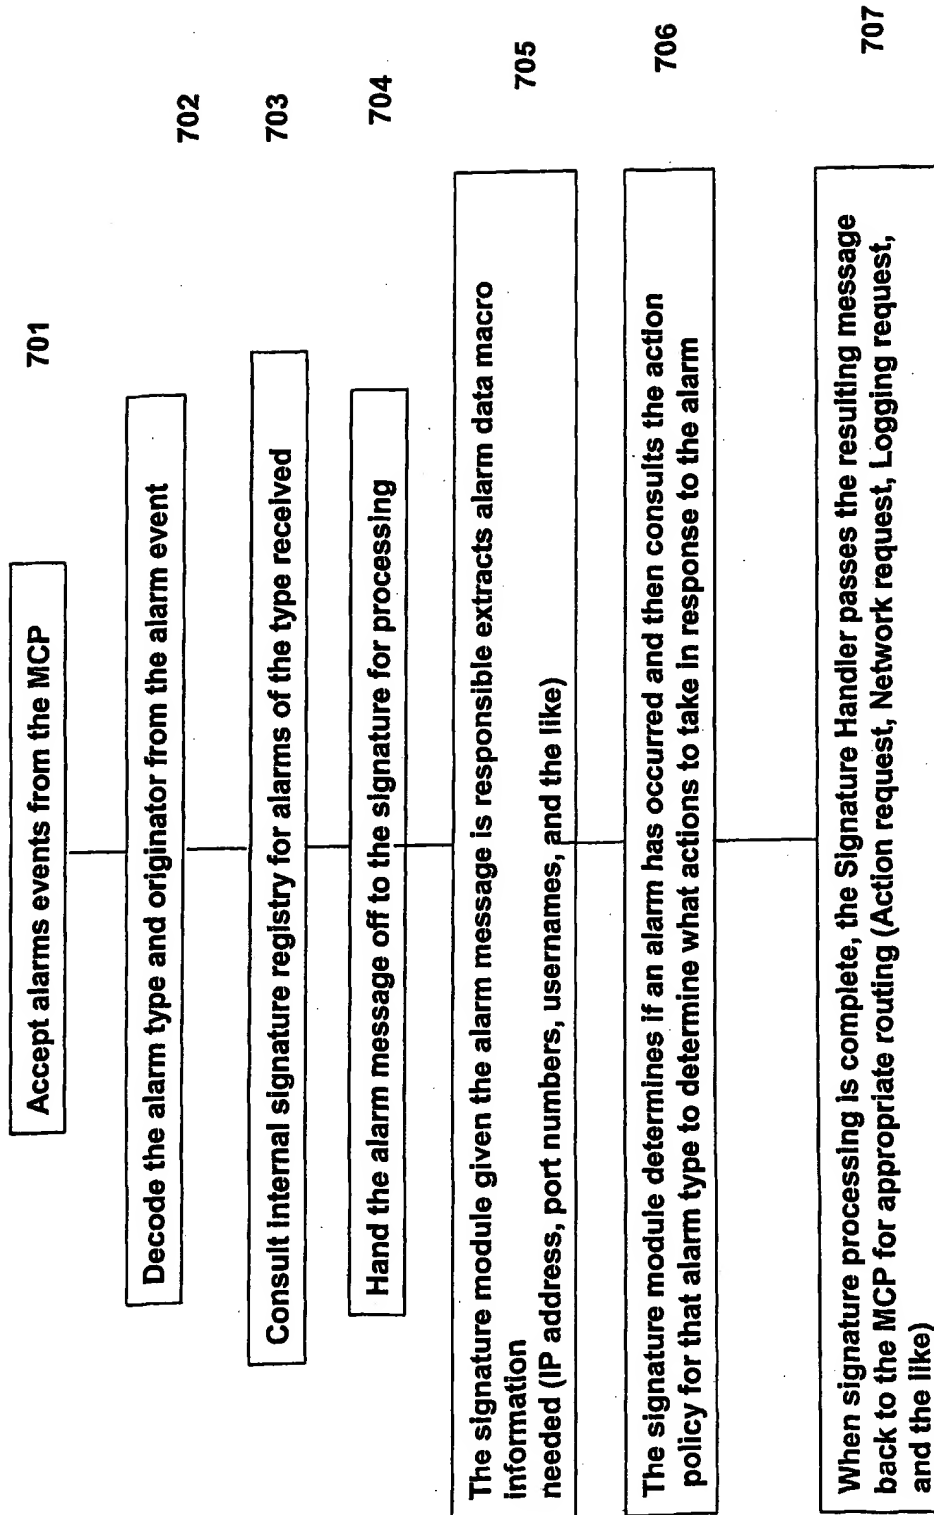 701
Accept alarms events from the MCP
702
Decode the alarm type and originator from the alarm event
703
Consult internal signature registry for alarms of the type received
704
Hand the alarm message off to the signature for processing
705
The signature module given the alarm message is responsible extracts alarm data macro
information
needed (IP address, port numbers, usernames, and the like)
706
The signature module determines if an alarm has occurred and then consults the action
policy for that alarm type to determine what actions to take in response to the alarm
707
When signature processing is complete, the Signature Handler passes the resulting message
back to the MCP for appropriate routing (Action request, Network request, Logging request,
and the like)